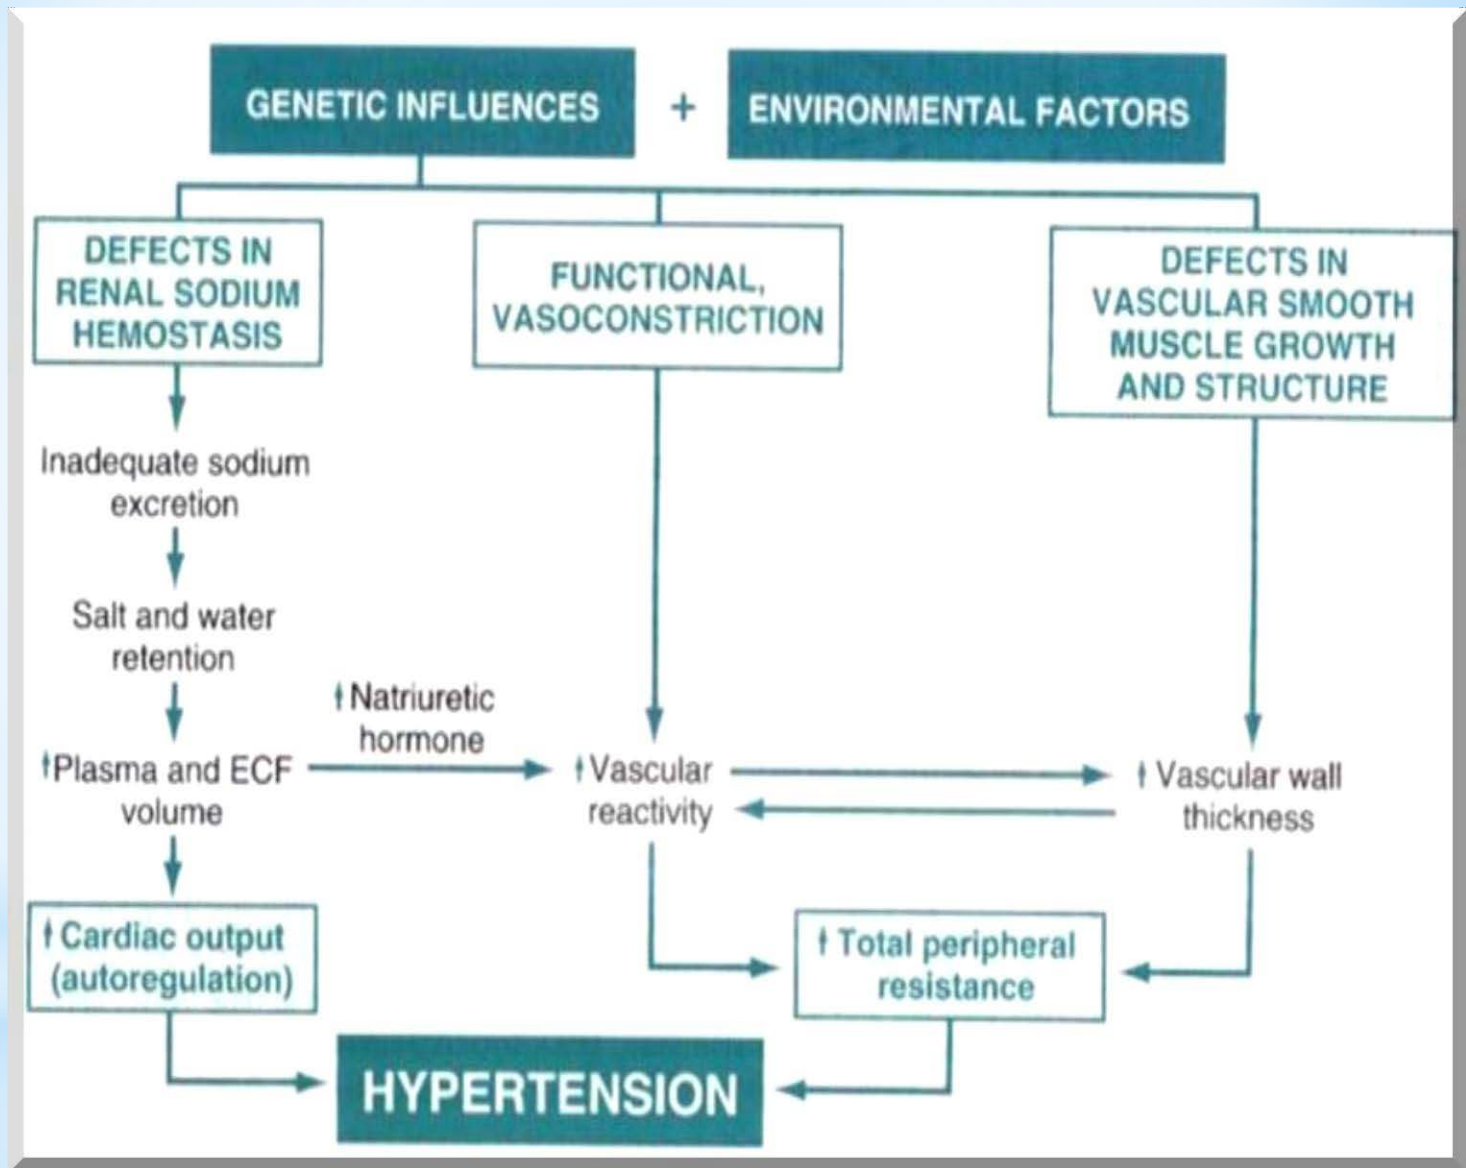 GENETIC INFLUENCES + ENVIRONMENTAL FACTORS
DEFECTS IN
RENAL SODIUM
HEMOSTASIS
FUNCTIONAL,
VASOCONSTRICTION
DEFECTS IN
VASCULAR SMOOTH
MUSCLE GROWTH
AND STRUCTURE
Inadequate sodium
excretion
Salt and water
retention
↑Natriuretic
hormone
↑Plasma and ECF
volume
↑Vascular
reactivity
↑Vascular wall
thickness
↑Cardiac output
(autoregulation)
↑Total peripheral
resistance
HYPERTENSION